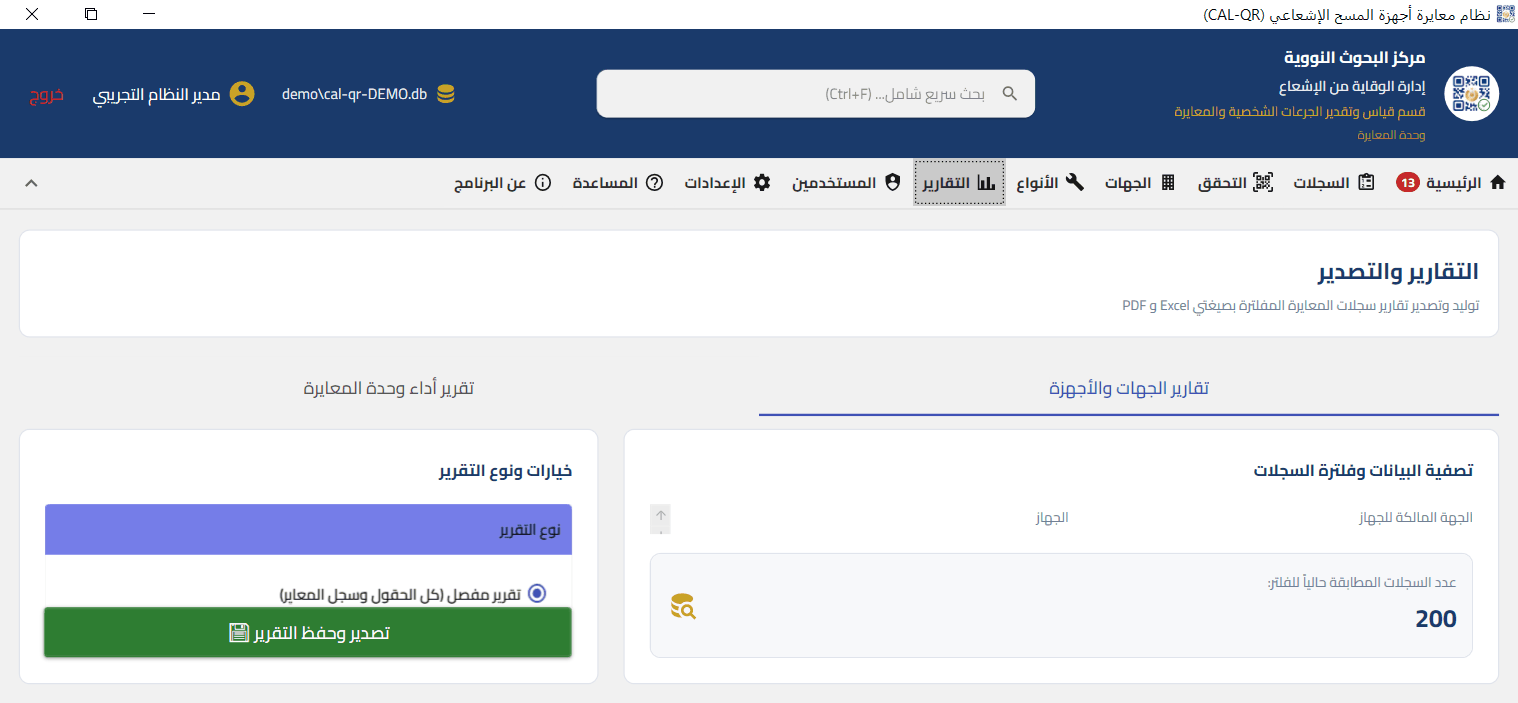 نظام معايرة أجهزة المسح الإشعاعي (CAL-QR)
مركز البحوث النووية
إدارة الوقاية من الإشعاع
قسم قياس وتقدير الجرعات الشخصية والمعايرة
وحدة المعايرة
بحث سريع شامل... (Ctrl+F)
demo\cal-qr-DEMO.db
مدير النظام التجريبي
خروج
الرئيسية 13 السجلات التحقق الجهات الأنواع التقارير المستخدمين الإعدادات المساعدة عن البرنامج
التقارير والتصدير
توليد وتصدير تقارير سجلات المعايرة المفلترة بصيغتي Excel و PDF
تقارير الجهات والأجهزة
تقرير أداء وحدة المعايرة
تصفية البيانات وفلترة السجلات
الجهة المالكة للجهاز
الجهاز
عدد السجلات المطابقة حالياً للفلتر:
200
خيارات ونوع التقرير
نوع التقرير
تقرير مفصل (كل الحقول وسجل المعاير)
تصدير وحفظ التقرير